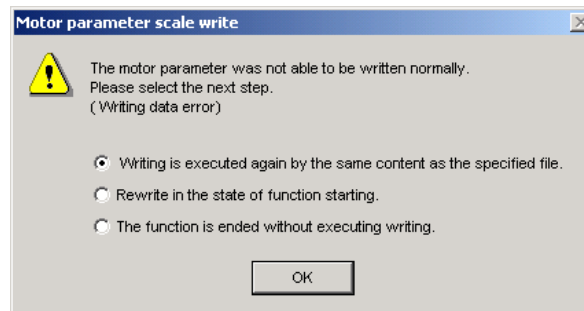 Motor parameter scale write
The motor parameter was not able to be written normally.
Please select the next step.
( Writing data error)
Writing is executed again by the same content as the specified file.
Rewrite in the state of function starting.
The function is ended without executing writing.
OK